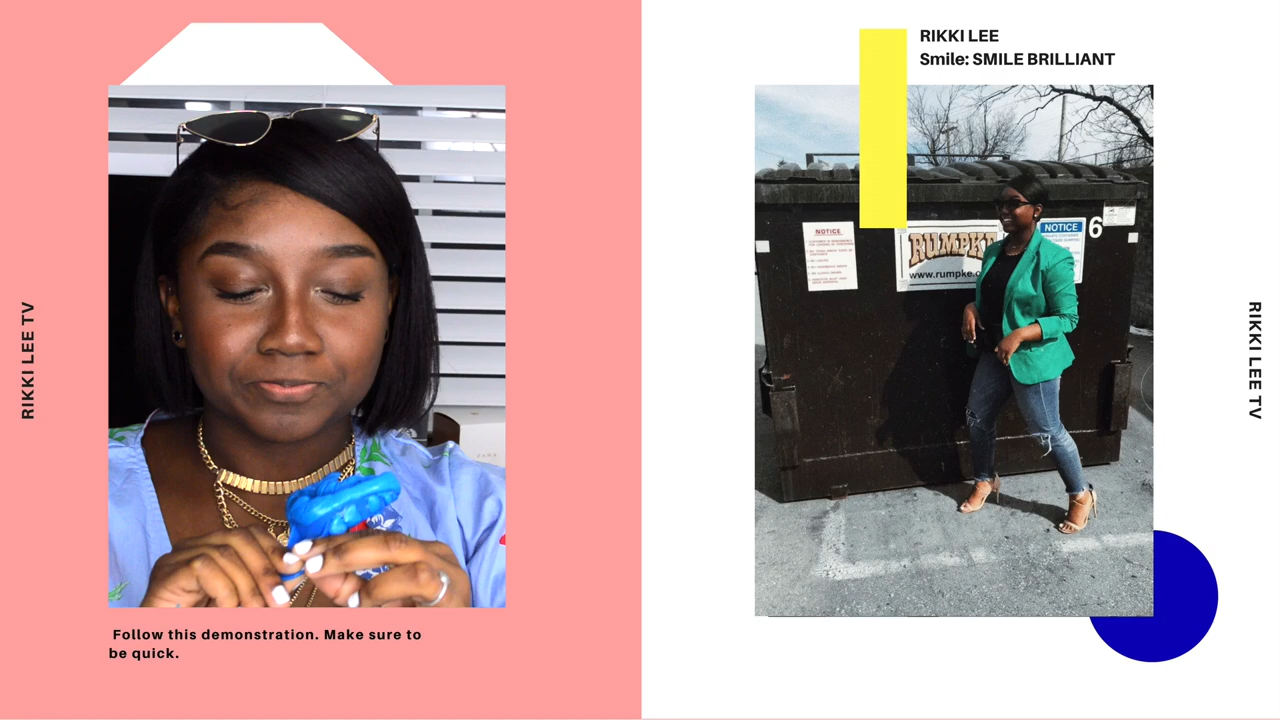 RIKKI LEE TV
Follow this demonstration. Make sure to
be quick.
RIKKI LEE
Smile: SMILE BRILLIANT
NOTICE
RUMPKE
www.rumpke.
NOTICE
6
RIKKI LEE TV